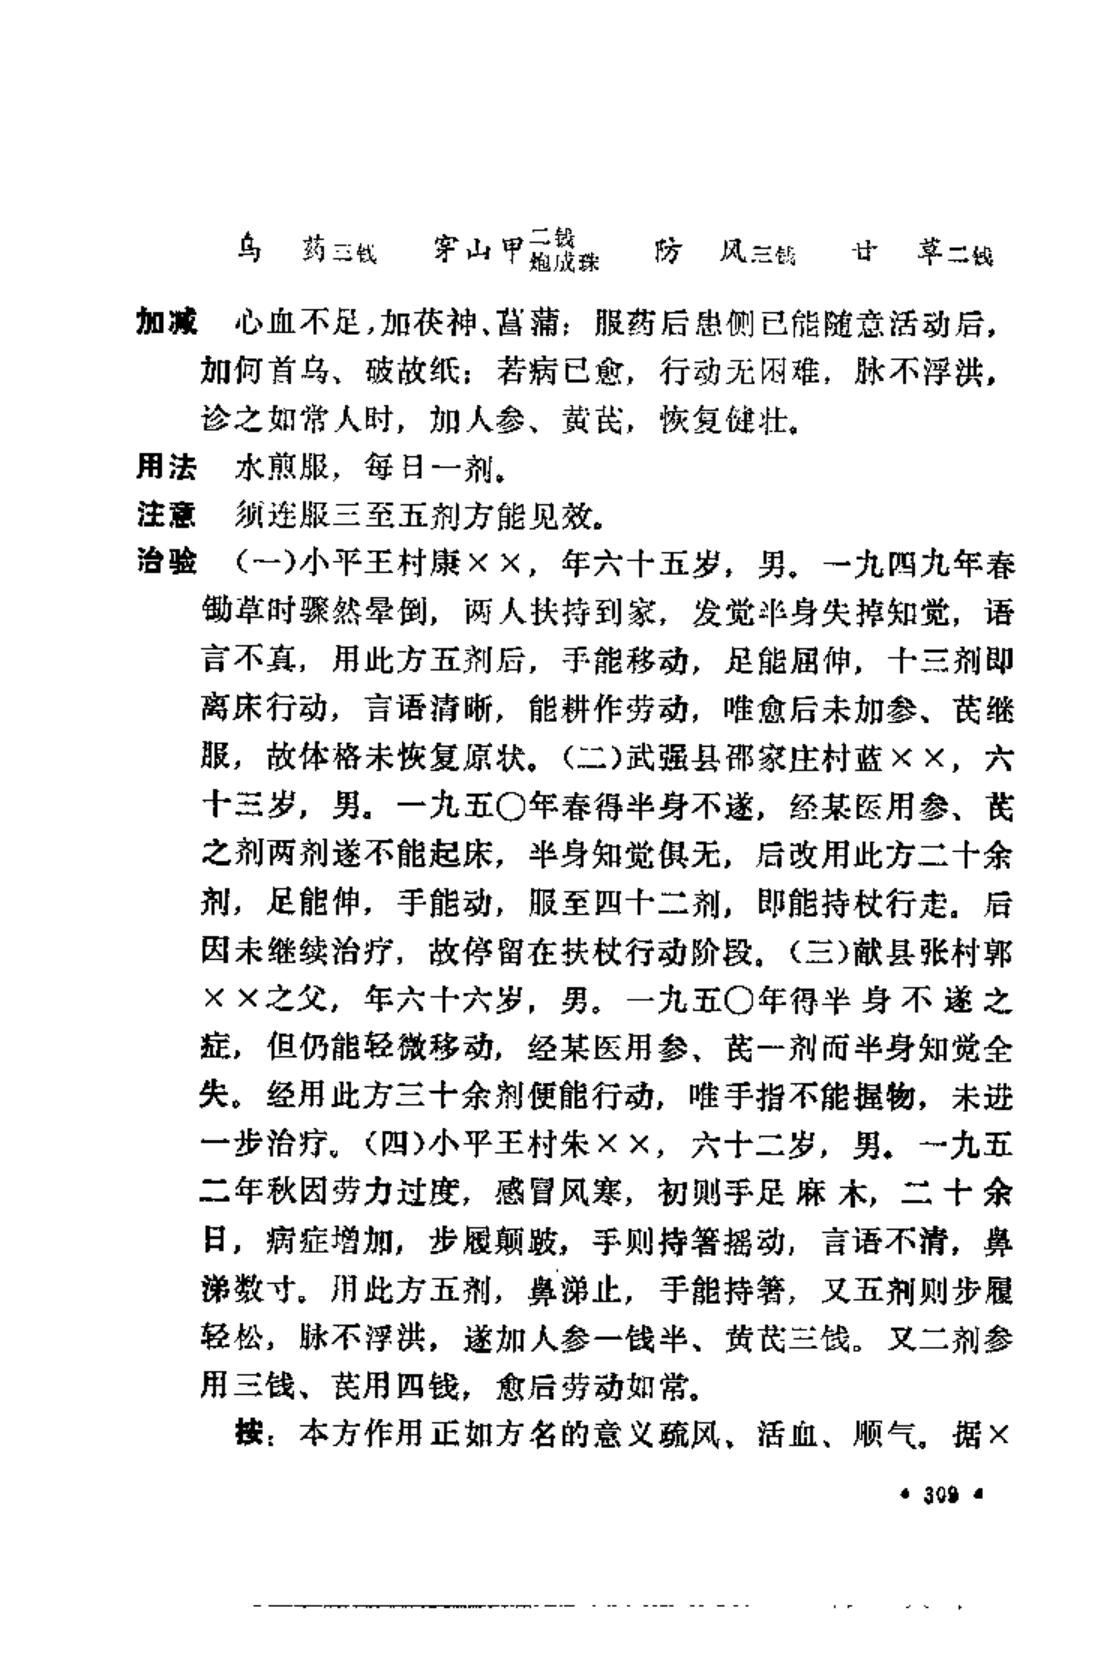 乌　药三钱　穿山甲二钱炮成珠　防　风三钱　甘　草二钱
加减　心血不足，加茯神、菖蒲；服药后患侧已能随意活动后，
如何首乌、破故纸；若病已愈，行动无困难，脉不浮洪，
诊之如常人时，加人参、黄芪，恢复健壮。
用法　水煎服，每日一剂。
注意　须连服三至五剂方能见效。
治验　（一）小平王村康××，年六十五岁，男。一九四九年春
锄草时骤然晕倒，两人扶持到家，发觉半身失掉知觉，语
言不真，用此方五剂后，手能移动，足能屈伸，十三剂即
离床行动，言语清晰，能耕作劳动，唯愈后未加参、芪继
服，故体格未恢复原状。（二）武强县邵家庄村蓝××，六
十三岁，男。一九五〇年春得半身不遂，经某医用参、芪
之剂两剂遂不能起床，半身知觉俱无，后改用此方二十余
剂，足能伸，手能动，服至四十二剂，即能持杖行走。后
因未继续治疗，故停留在扶杖行动阶段。（三）献县张村郭
××之父，年六十六岁，男。一九五〇年得半身不遂之
症，但仍能轻微移动，经某医用参、芪一剂而半身知觉全
失。经用此方三十余剂便能行动，唯手指不能握物，未进
一步治疗。（四）小平王村朱××，六十二岁，男。一九五
二年秋因劳力过度，感冒风寒，初则手足麻木，二十余
日，病症增加，步履颠跛，手则持箸摇动，言语不清，鼻
涕数寸。用此方五剂，鼻涕止，手能持箸，又五剂则步履
轻松，脉不浮洪，遂加人参一钱半、黄芪三钱。又二剂参
用三钱、芪用四钱，愈后劳动如常。
按：本方作用正如方名的意义疏风、活血、顺气。据×
• 309 •